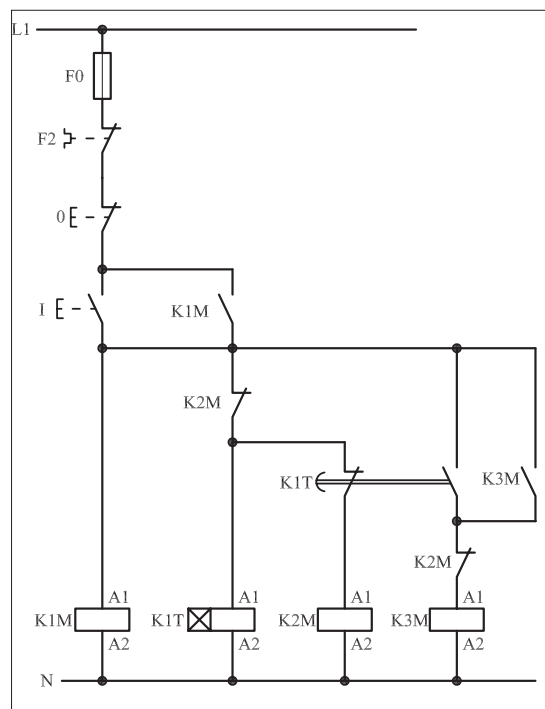 L1
F0
F2
0
I
K1M
K2M
K1T
K3M
K2M
K1M A1 A2
K1T A1 A2
K2M A1 A2
K3M A1 A2
N